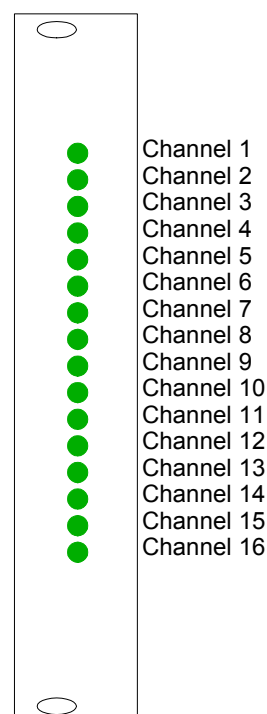 Channel 1
Channel 2
Channel 3
Channel 4
Channel 5
Channel 6
Channel 7
Channel 8
Channel 9
Channel 10
Channel 11
Channel 12
Channel 13
Channel 14
Channel 15
Channel 16